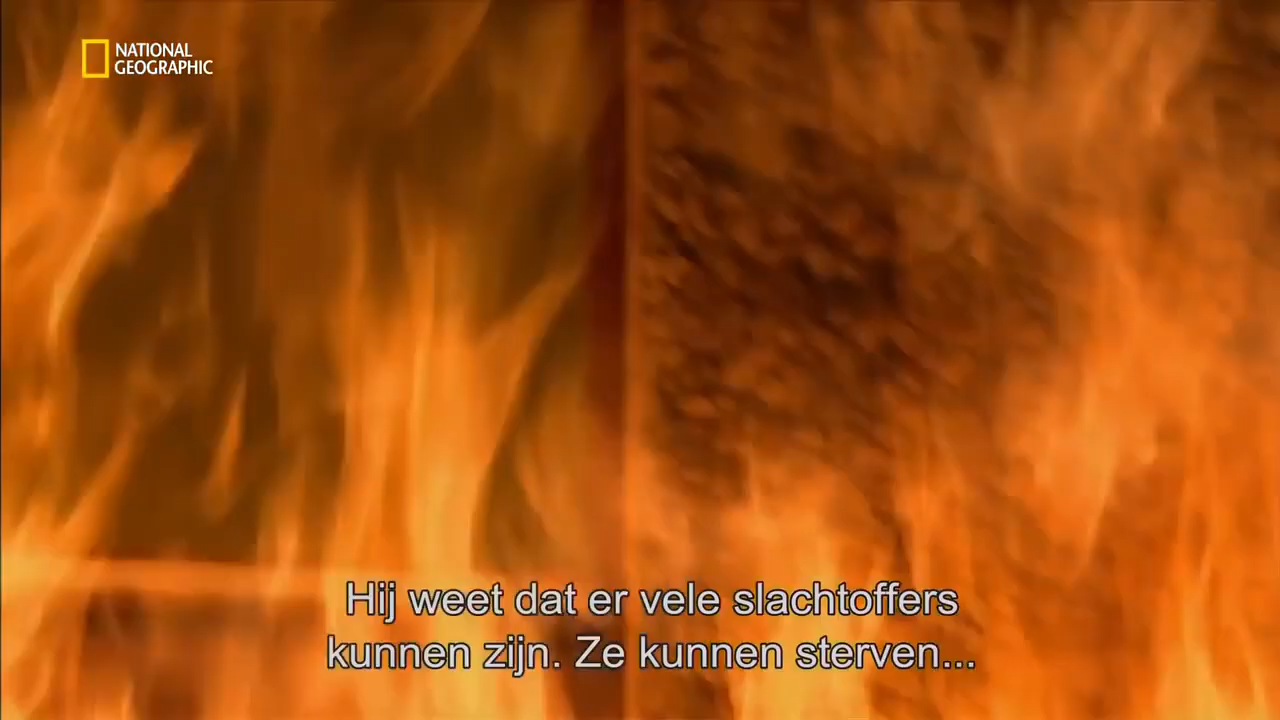 NATIONAL
GEOGRAPHIC
Hij weet dat er vele slachtoffers
kunnen zijn. Ze kunnen sterven...